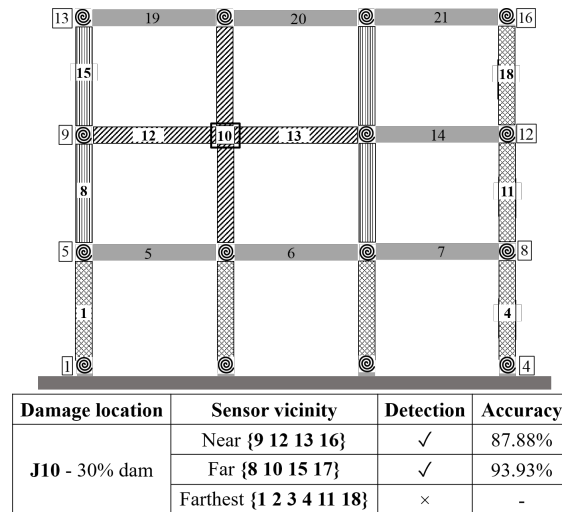 13 19 20 21 16
15 18
9 12 10 13 14 12
8 11
5 5 6 7 8
1 4
1 4
Damage location Sensor vicinity Detection Accuracy
J10 - 30% dam Near {9 12 13 16} ✓ 87.88%
Far {8 10 15 17} ✓ 93.93%
Farthest {1 2 3 4 11 18} × -